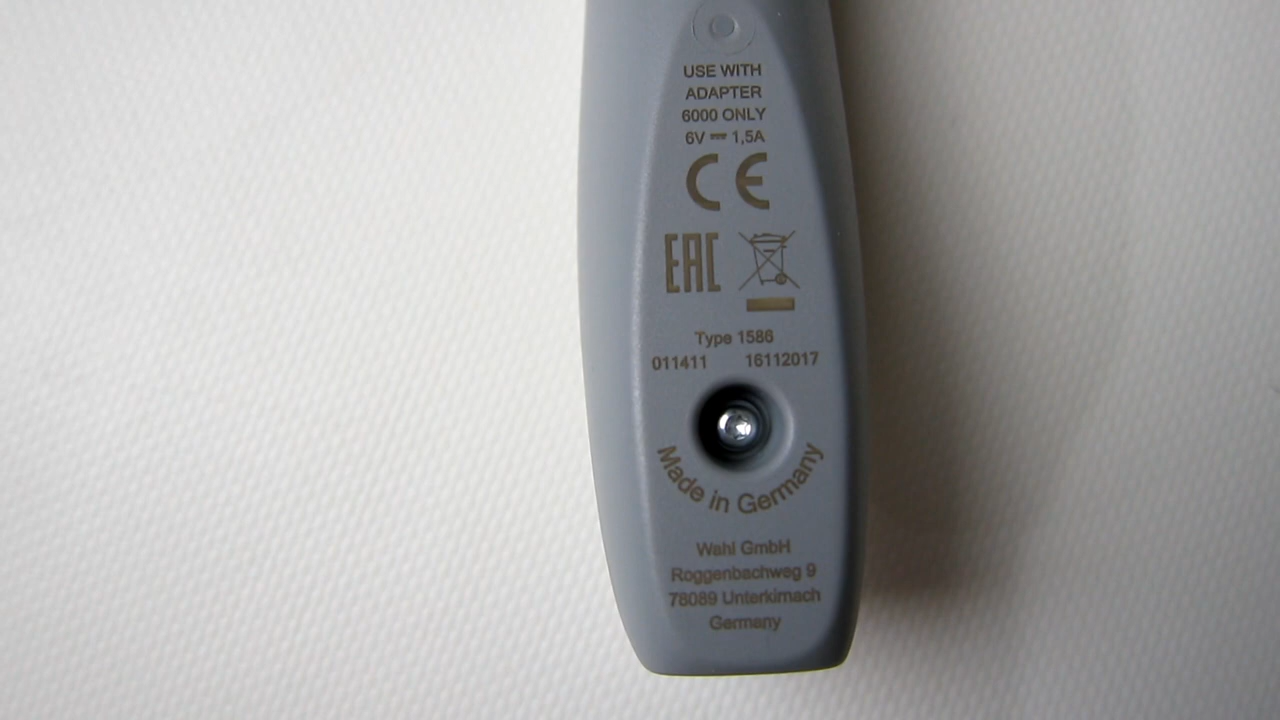 USE WITH
ADAPTER
6000 ONLY
6V ⎓ 1,5A
CE
EAC
Type 1586
011411 16112017
Made in Germany
Wahl GmbH
Roggenbachweg 9
78089 Unterkirnach
Germany